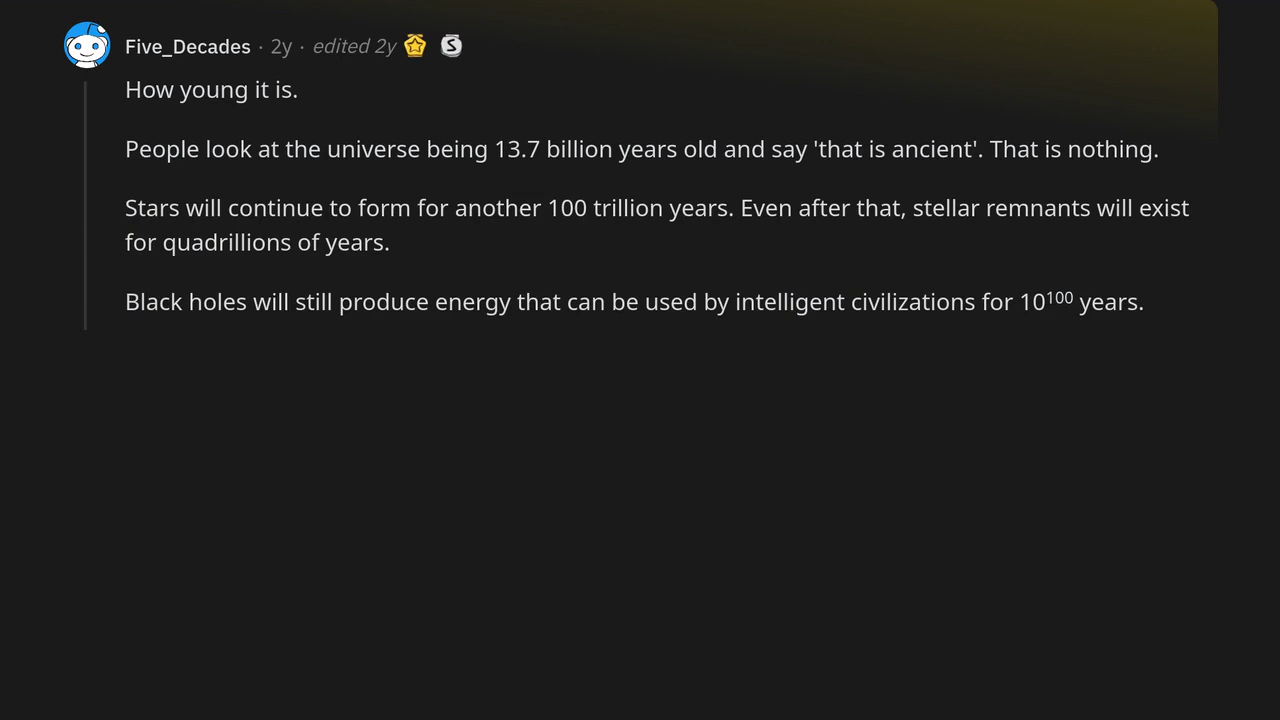 Five_Decades · 2y · edited 2y
How young it is.
People look at the universe being 13.7 billion years old and say 'that is ancient'. That is nothing.
Stars will continue to form for another 100 trillion years. Even after that, stellar remnants will exist
for quadrillions of years.
Black holes will still produce energy that can be used by intelligent civilizations for 10¹⁰⁰ years.